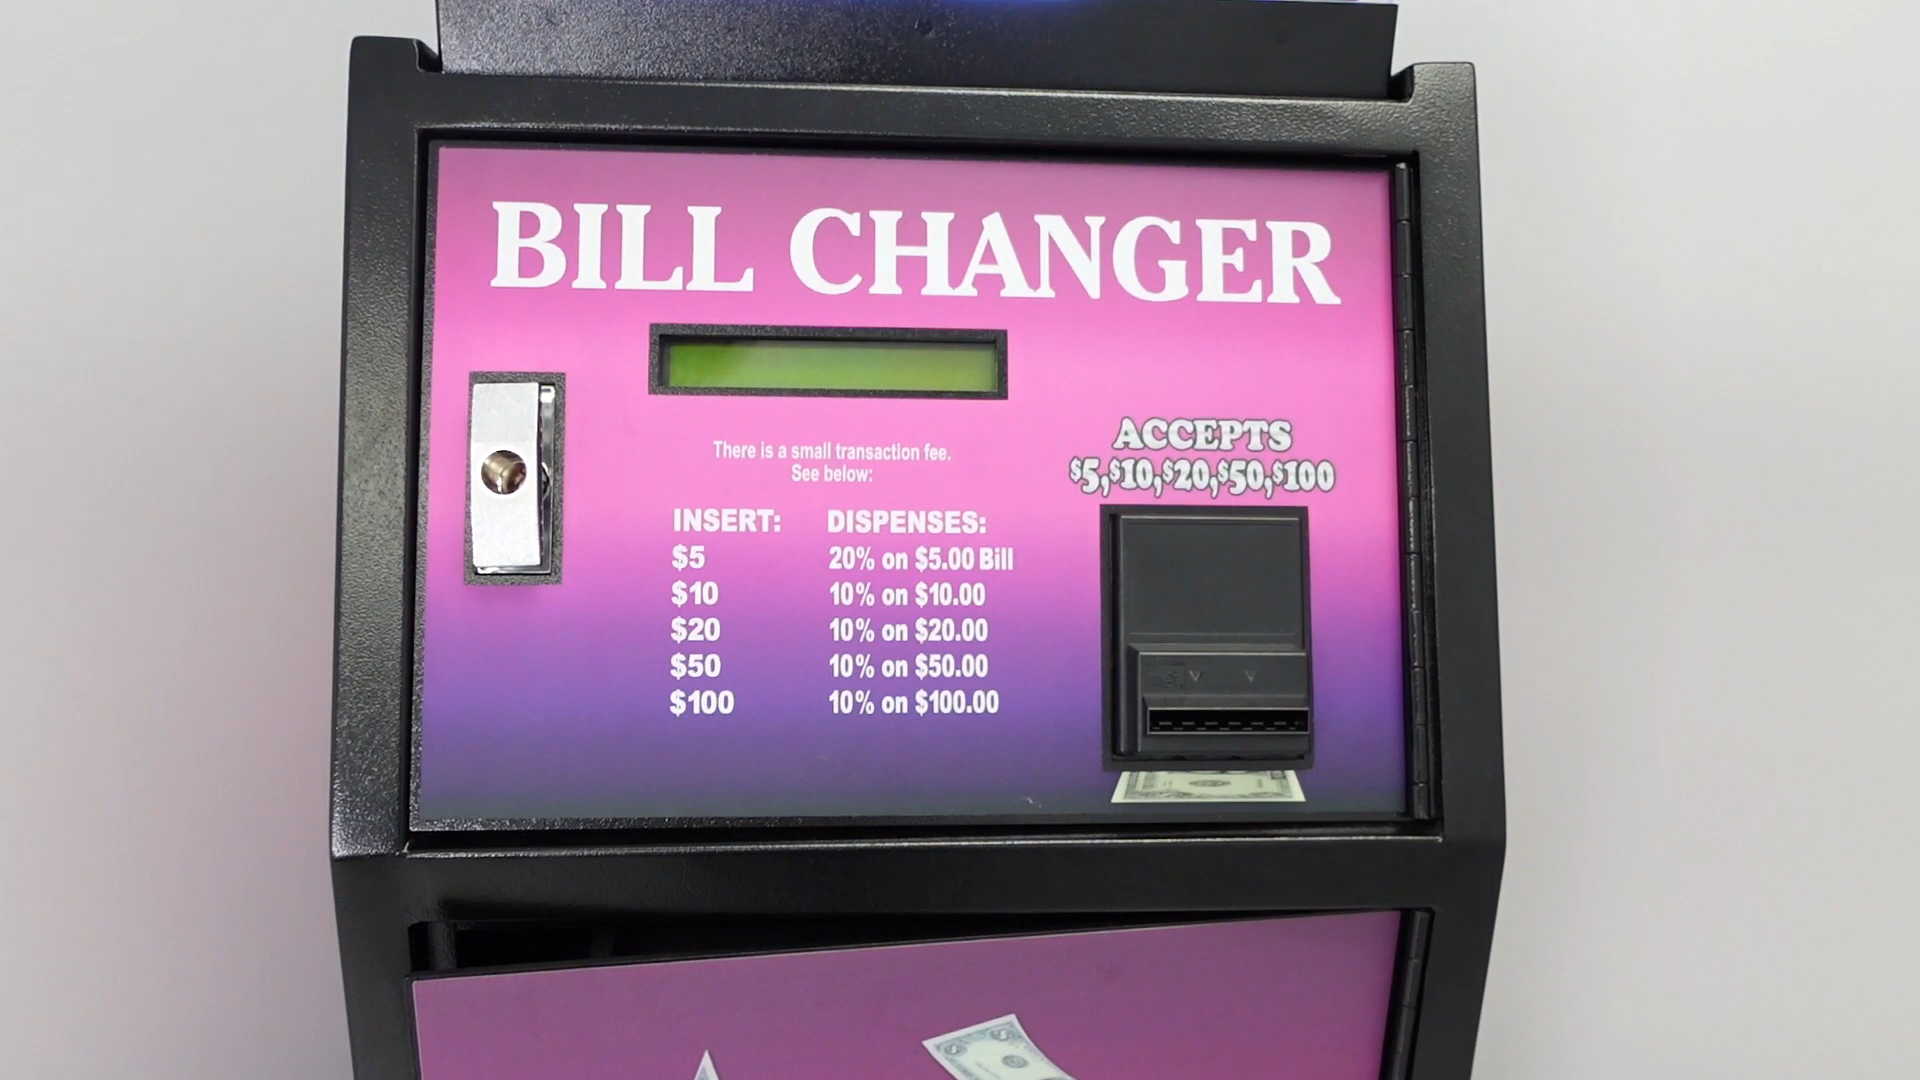 BILL CHANGER
There is a small transaction fee.
See below:
ACCEPTS
$5,$10,$20,$50,$100
INSERT: DISPENSES:
$5 20% on $5.00 Bill
$10 10% on $10.00
$20 10% on $20.00
$50 10% on $50.00
$100 10% on $100.00